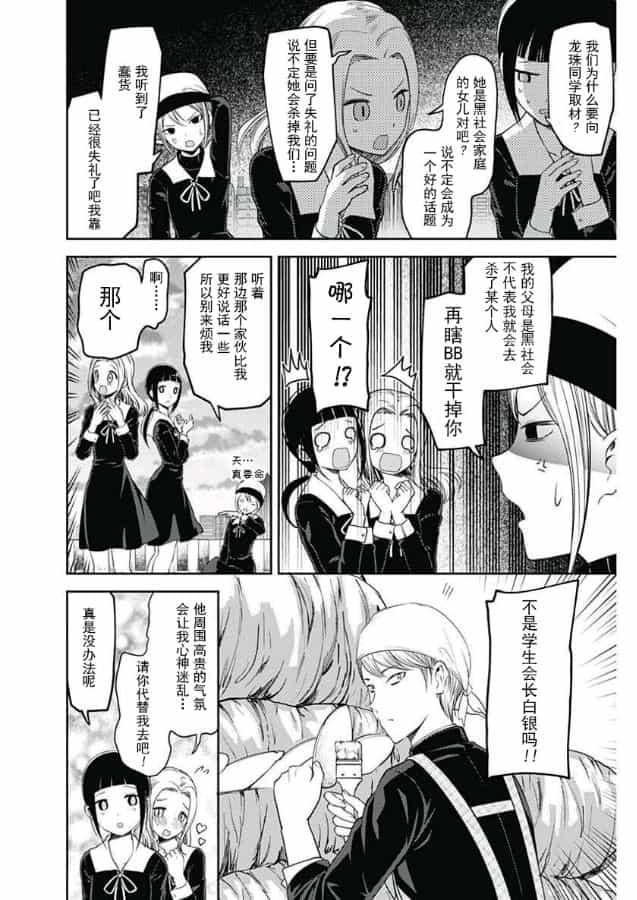 我们为什么要向
龙珠同学取材?
她是黑社会家庭
的女儿对吧?
说不定会成为
一个好的话题
但要是问了失礼的问题
说不定她会杀掉我们…
我听到了
蠢货
已经很失礼了吧我靠
我的父母是黑社会
不代表我就会去
杀了某个人
再瞎BB就干掉你
哪一个!?
听着
那边那个家伙比我
更好说话一些
所以别来烦我
天…
真要命
啊……
那个
不是学生会长白银吗!
他周围高贵的气氛
会让我心神迷乱…
请你代替我去吧!
真是没办法呢